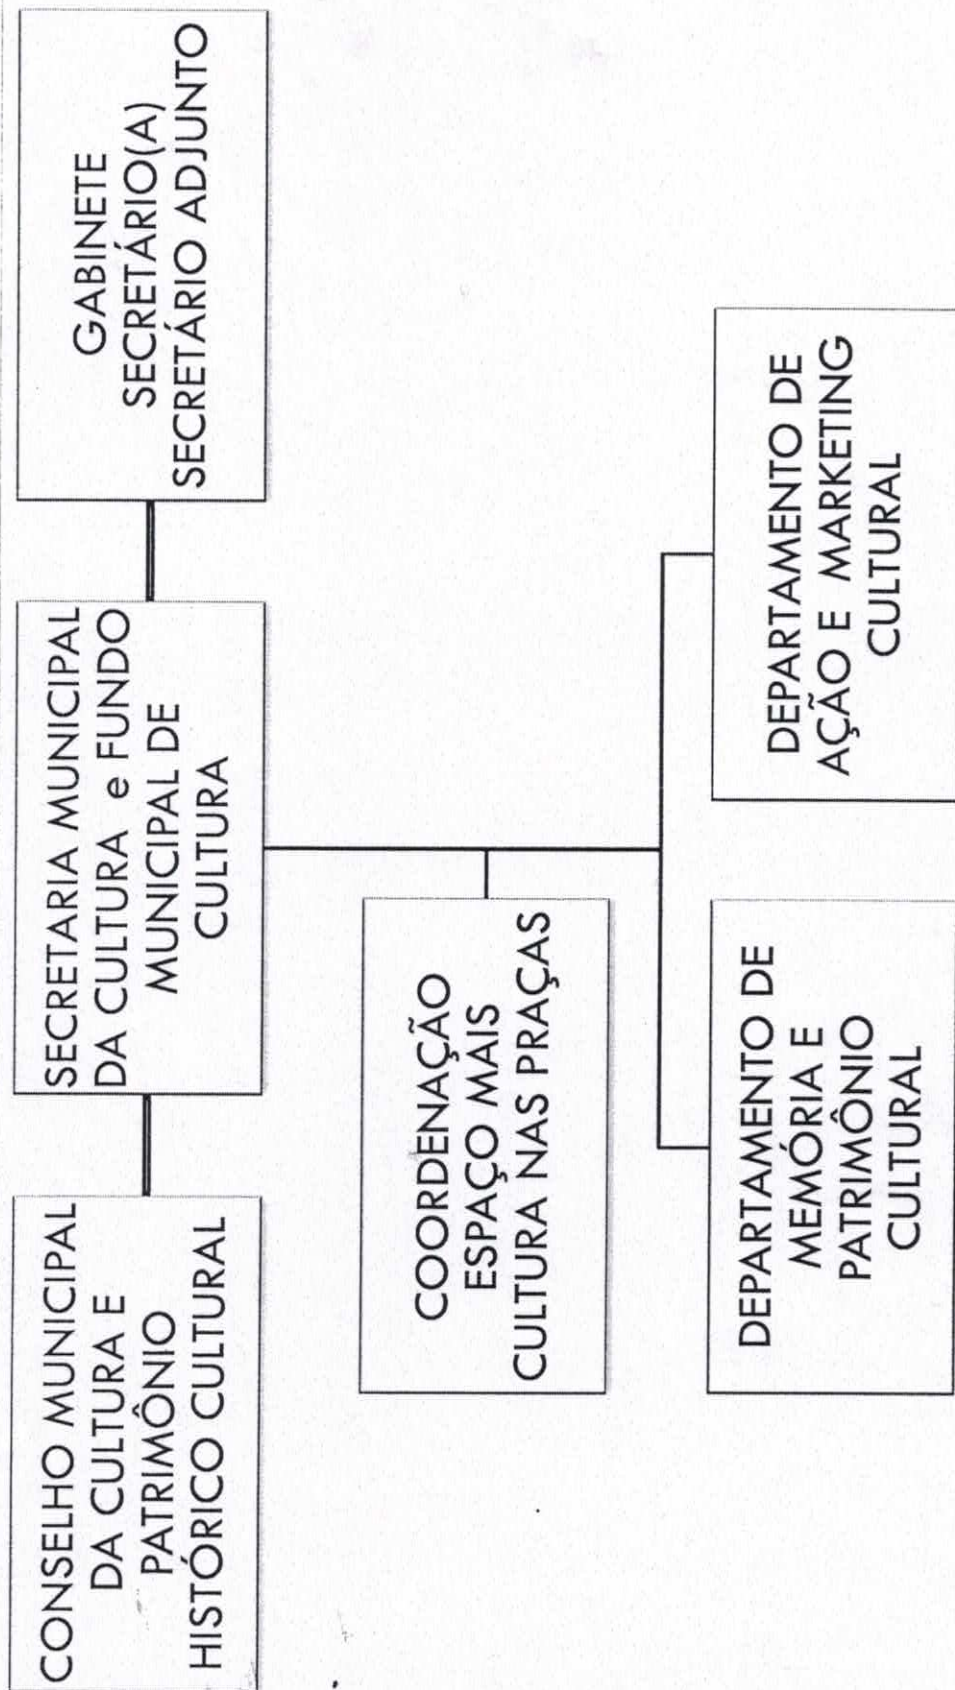 CONSELHO MUNICIPAL
DA CULTURA E
PATRIMÔNIO
HISTÓRICO CULTURAL
SECRETARIA MUNICIPAL
DA CULTURA e FUNDO
MUNICIPAL DE
CULTURA
GABINETE
SECRETÁRIO(A)
SECRETÁRIO ADJUNTO
COORDENAÇÃO
ESPAÇO MAIS
CULTURA NAS PRAÇAS
DEPARTAMENTO DE
MEMÓRIA E
PATRIMÔNIO
CULTURAL
DEPARTAMENTO DE
AÇÃO E MARKETING
CULTURAL